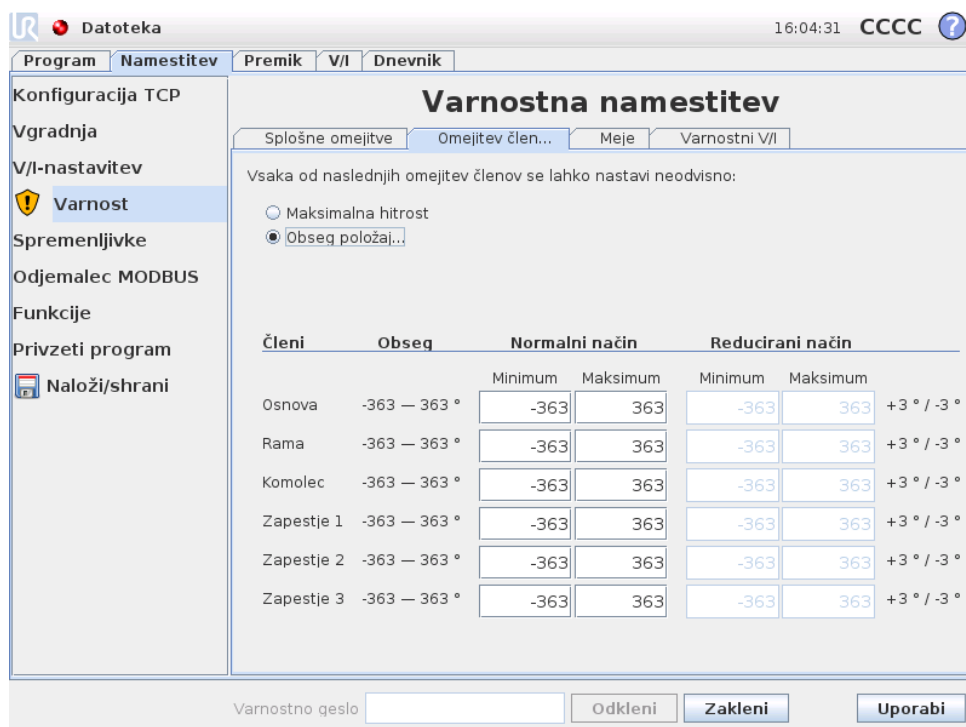 UR Datoteka 16:04:31 CCCC ?
Program Namestitev Premik V/I Dnevnik
Konfiguracija TCP
Vgradnja
V/I-nastavitev
Varnost
Spremenljivke
Odjemalec MODBUS
Funkcije
Privzeti program
Naloži/shrani
Varnostna namestitev
Splošne omejitve Omejitev člen... Meje Varnostni V/I
Vsaka od naslednjih omejitev členov se lahko nastavi neodvisno:
Maksimalna hitrost
Obseg položaj...
Členi Obseg Normalni način Reducirani način
Minimum Maksimum Minimum Maksimum
Osnova -363 — 363 ° -363 363 -363 363 +3 ° / -3 °
Rama -363 — 363 ° -363 363 -363 363 +3 ° / -3 °
Komolec -363 — 363 ° -363 363 -363 363 +3 ° / -3 °
Zapestje 1 -363 — 363 ° -363 363 -363 363 +3 ° / -3 °
Zapestje 2 -363 — 363 ° -363 363 -363 363 +3 ° / -3 °
Zapestje 3 -363 — 363 ° -363 363 -363 363 +3 ° / -3 °
Varnostno geslo Odkleni Zakleni Uporabi